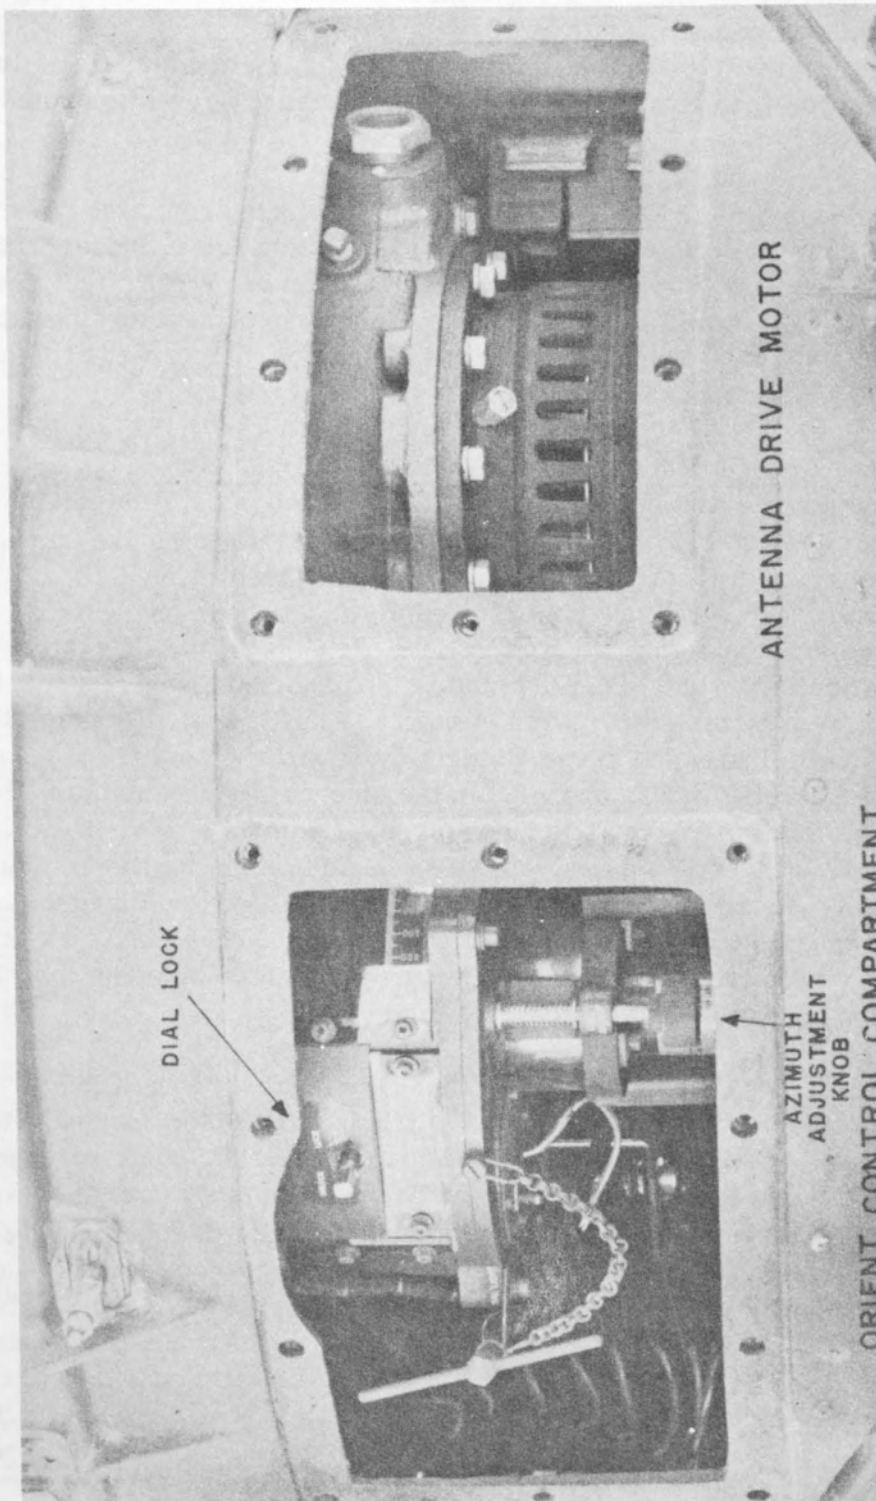 DIAL LOCK
AZIMUTH
ADJUSTMENT
KNOB
ORIENT CONTROL COMPARTMENT
ANTENNA DRIVE MOTOR